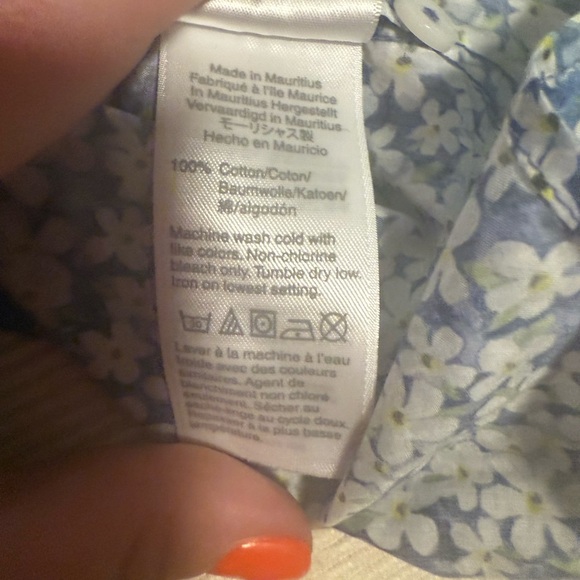 Made in Mauritius
Fabriqué à l'île Maurice
In Mauritius Hergestellt
Vervaardigd in Mauritius
モーリシャス製
Hecho en Mauricio
100% Cotton/Coton/
Baumwolle/Katoen/
綿/algodón
Machine wash cold with
like colors. Non-chlorine
bleach only. Tumble dry low.
Iron on lowest setting.
30
Laver à la machine à l'eau
froide avec des couleurs
similaires. Agent de
blanchiment non chloré
seulement. Sécher au
sèche-linge au cycle doux.
Repasser à la plus basse
température.